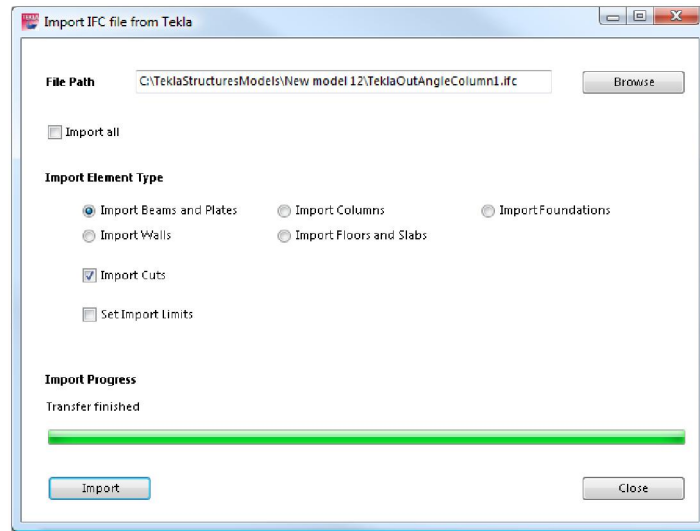 TEKLA Import IFC file from Tekla
File Path C:\TeklaStructuresModels\New model 12\TeklaOutAngleColumn1.ifc Browse
Import all
Import Element Type
Import Beams and Plates Import Columns Import Foundations
Import Walls Import Floors and Slabs
Import Cuts
Set Import Limits
Import Progress
Transfer finished
Import Close